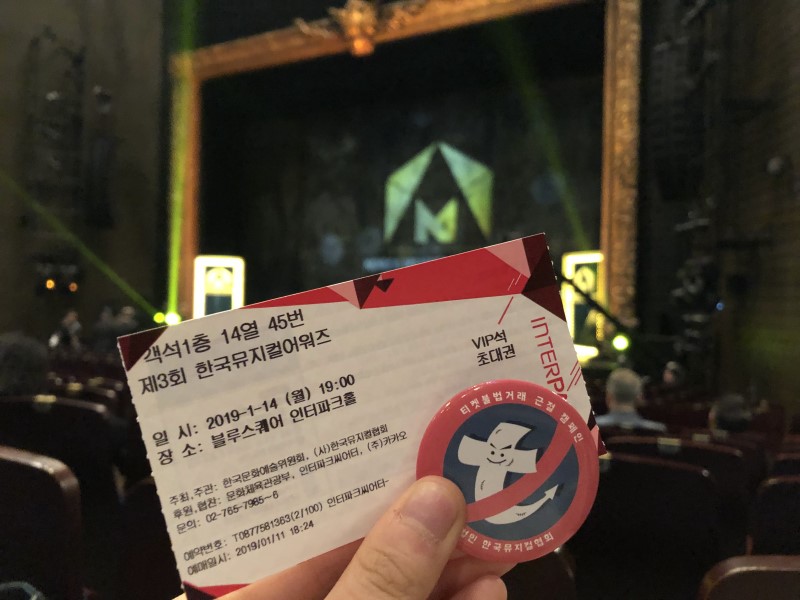 M
객석1층 14열 45번
제3회 한국뮤지컬어워즈
VIP석
초대권
INTERP
일 시: 2019-1-14 (월) 19:00
장 소: 블루스퀘어 인터파크홀
주최,주관: 한국문화예술위원회, (사)한국뮤지컬협회
후원,협찬: 문화체육관광부, 인터파크씨어터, (주)카카오
문의: 02-765-7985~6
예약번호: T0877581363(2/100) 인터파크씨어터-
예매일시: 2019/01/11 18:24
티켓불법거래 근절 캠페인
한국뮤지컬협회